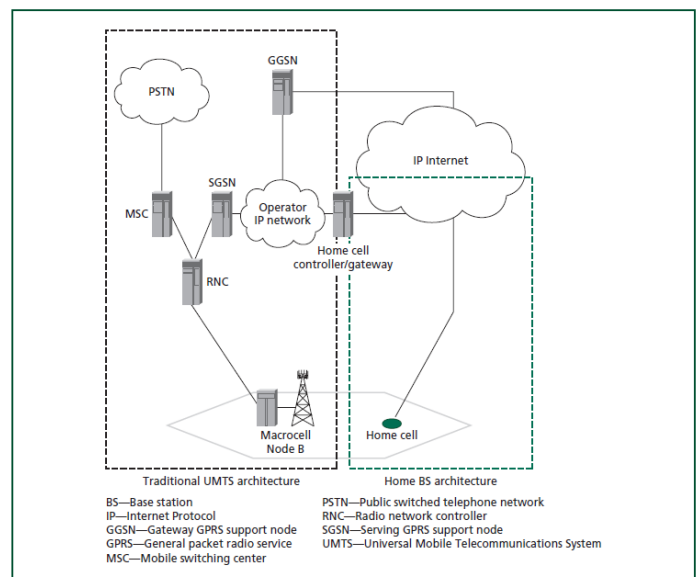 GGSN
PSTN
IP Internet
SGSN
MSC
Operator
IP network
Home cell
controller/gateway
RNC
Macrocell
Node B
Home cell
Traditional UMTS architecture
Home BS architecture
BS—Base station
IP—Internet Protocol
GGSN—Gateway GPRS support node
GPRS—General packet radio service
MSC—Mobile switching center
PSTN—Public switched telephone network
RNC—Radio network controller
SGSN—Serving GPRS support node
UMTS—Universal Mobile Telecommunications System